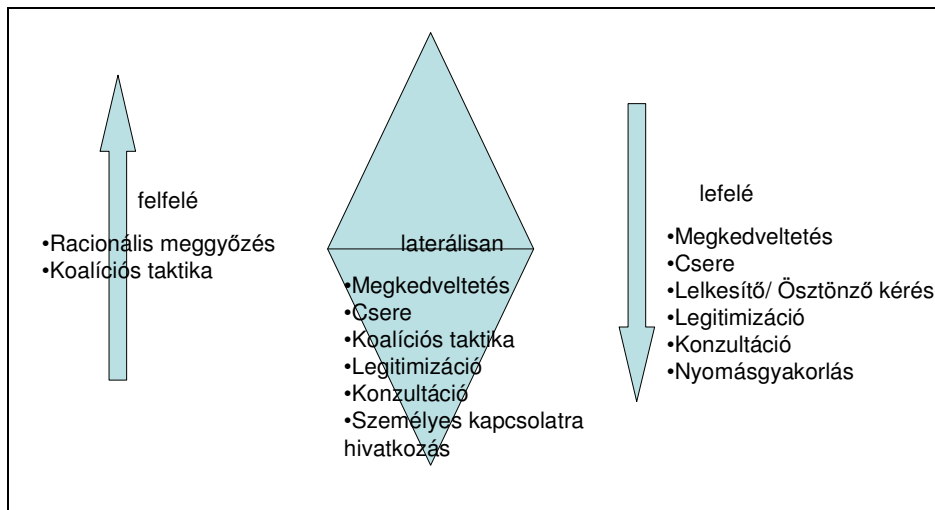 felfelé
•Racionális meggyőzés
•Koalíciós taktika
laterálisan
•Megkedveltetés
•Csere
•Koalíciós taktika
•Legitimizáció
•Konzultáció
•Személyes kapcsolatra
hivatkozás
lefelé
•Megkedveltetés
•Csere
•Lelkesítő/ Ösztönző kérés
•Legitimizáció
•Konzultáció
•Nyomásgyakorlás